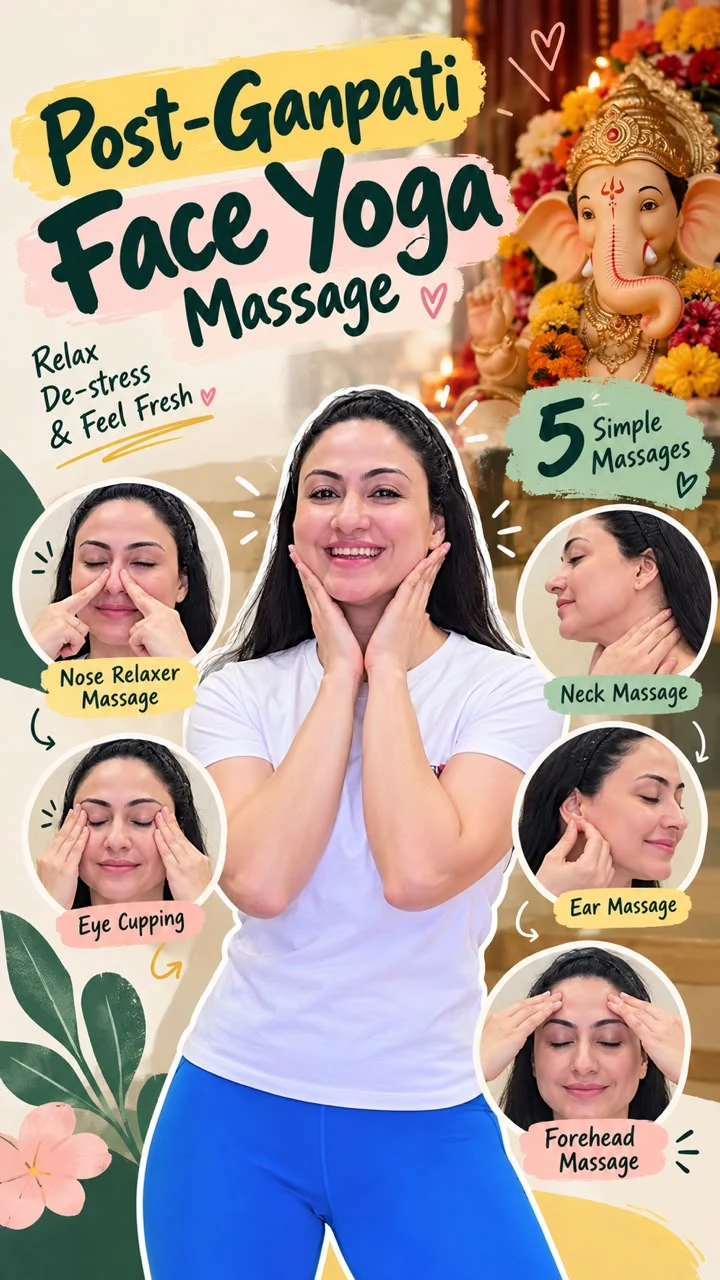 Post-Ganpati
Face Yoga
Massage
Relax
De-stress
& Feel Fresh
5 Simple
Massages
Nose Relaxer
Massage
Neck Massage
Eye Cupping
Ear Massage
Forehead
Massage